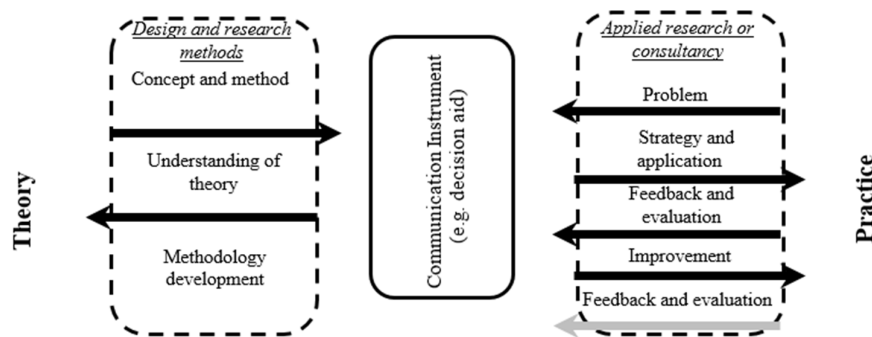 Theory
Design and research
methods
Concept and method
Understanding of
theory
Methodology
development
Communication Instrument
(e.g. decision aid)
Applied research or
consultancy
Problem
Strategy and
application
Feedback and
evaluation
Improvement
Feedback and evaluation
Practice